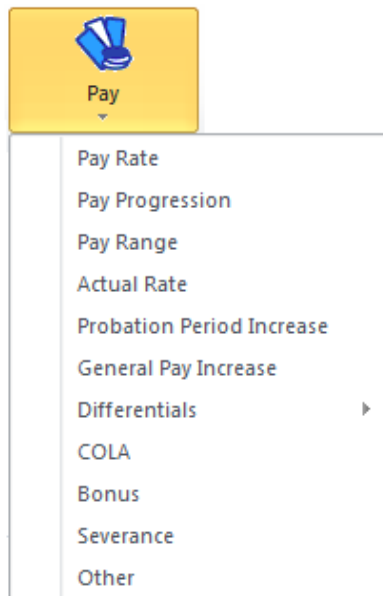 Pay
Pay Rate
Pay Progression
Pay Range
Actual Rate
Probation Period Increase
General Pay Increase
Differentials
COLA
Bonus
Severance
Other